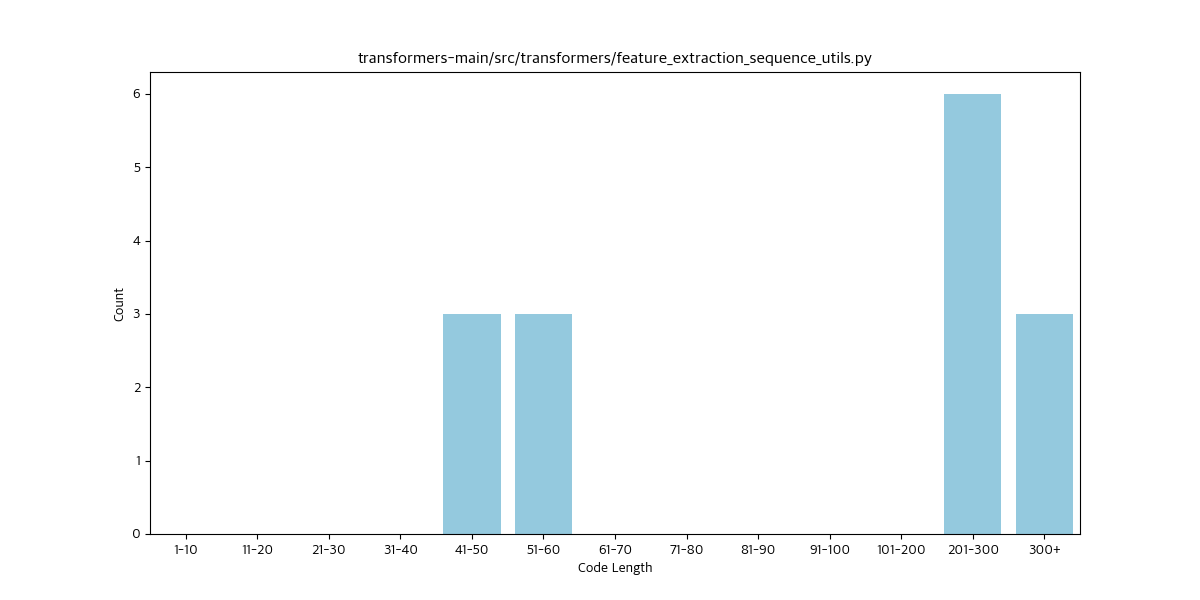 transformers-main/src/transformers/feature_extraction_sequence_utils.py
6
5
4
3
2
1
0
Count
1-10 11-20 21-30 31-40 41-50 51-60 61-70 71-80 81-90 91-100 101-200 201-300 300+
Code Length